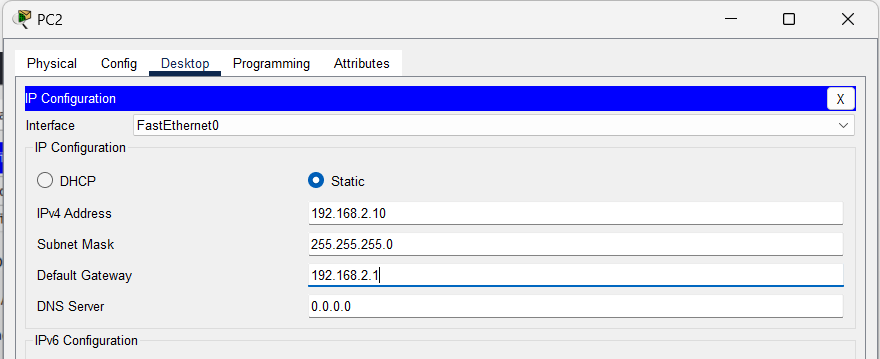 PC2
Physical Config Desktop Programming Attributes
IP Configuration X
Interface FastEthernet0
IP Configuration
DHCP Static
IPv4 Address 192.168.2.10
Subnet Mask 255.255.255.0
Default Gateway 192.168.2.1
DNS Server 0.0.0.0
IPv6 Configuration